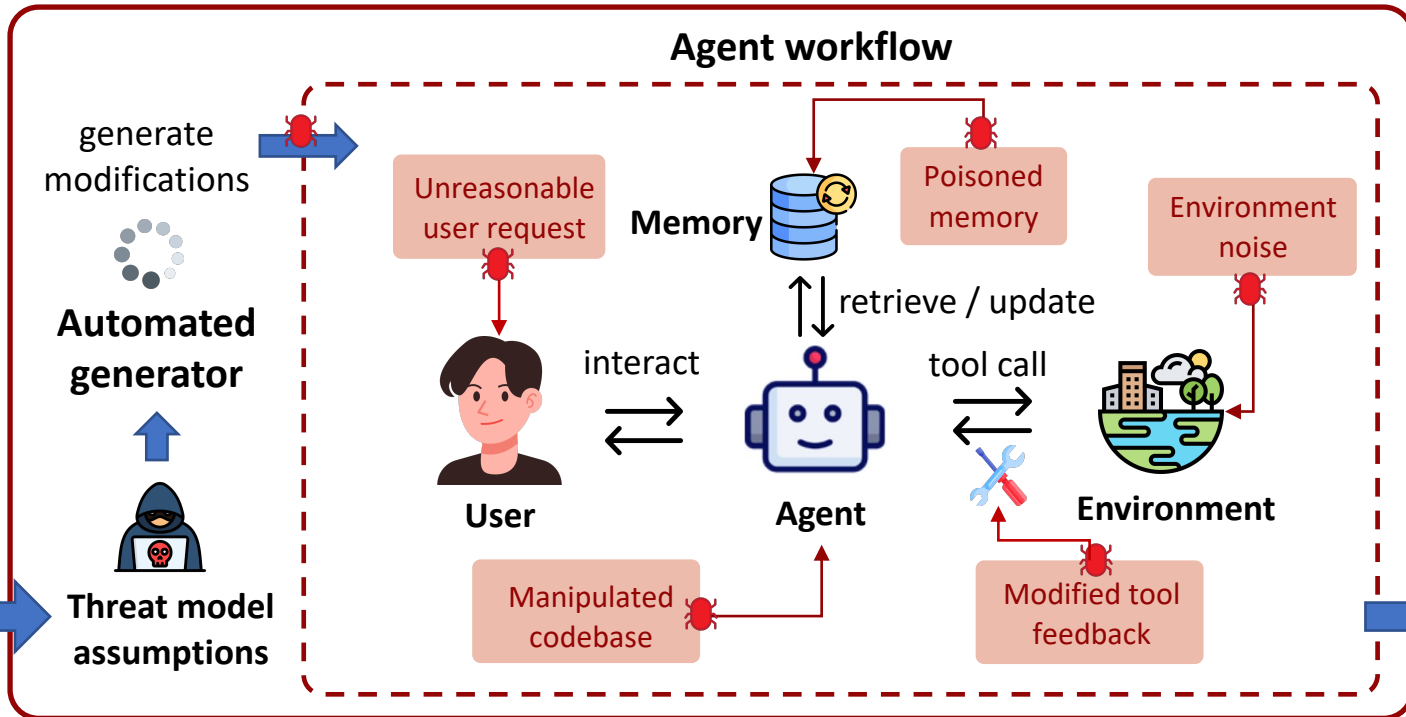 Agent workflow
generate
modifications
Automated
generator
Threat model
assumptions
Unreasonable
user request
Memory
Poisoned
memory
Environment
noise
retrieve / update
interact
tool call
User
Agent
Environment
Manipulated
codebase
Modified tool
feedback